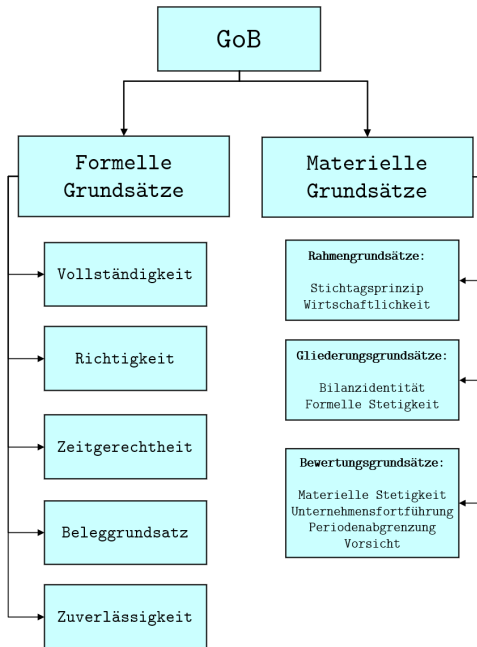 GoB
Formelle
Grundsätze
Materielle
Grundsätze
Vollständigkeit
Richtigkeit
Zeitgerechtheit
Beleggrundsatz
Zuverlässigkeit
Rahmengrundsätze:
Stichtagsprinzip
Wirtschaftlichkeit
Gliederungsgrundsätze:
Bilanzidentität
Formelle Stetigkeit
Bewertungsgrundsätze:
Materielle Stetigkeit
Unternehmensfortführung
Periodenabgrenzung
Vorsicht